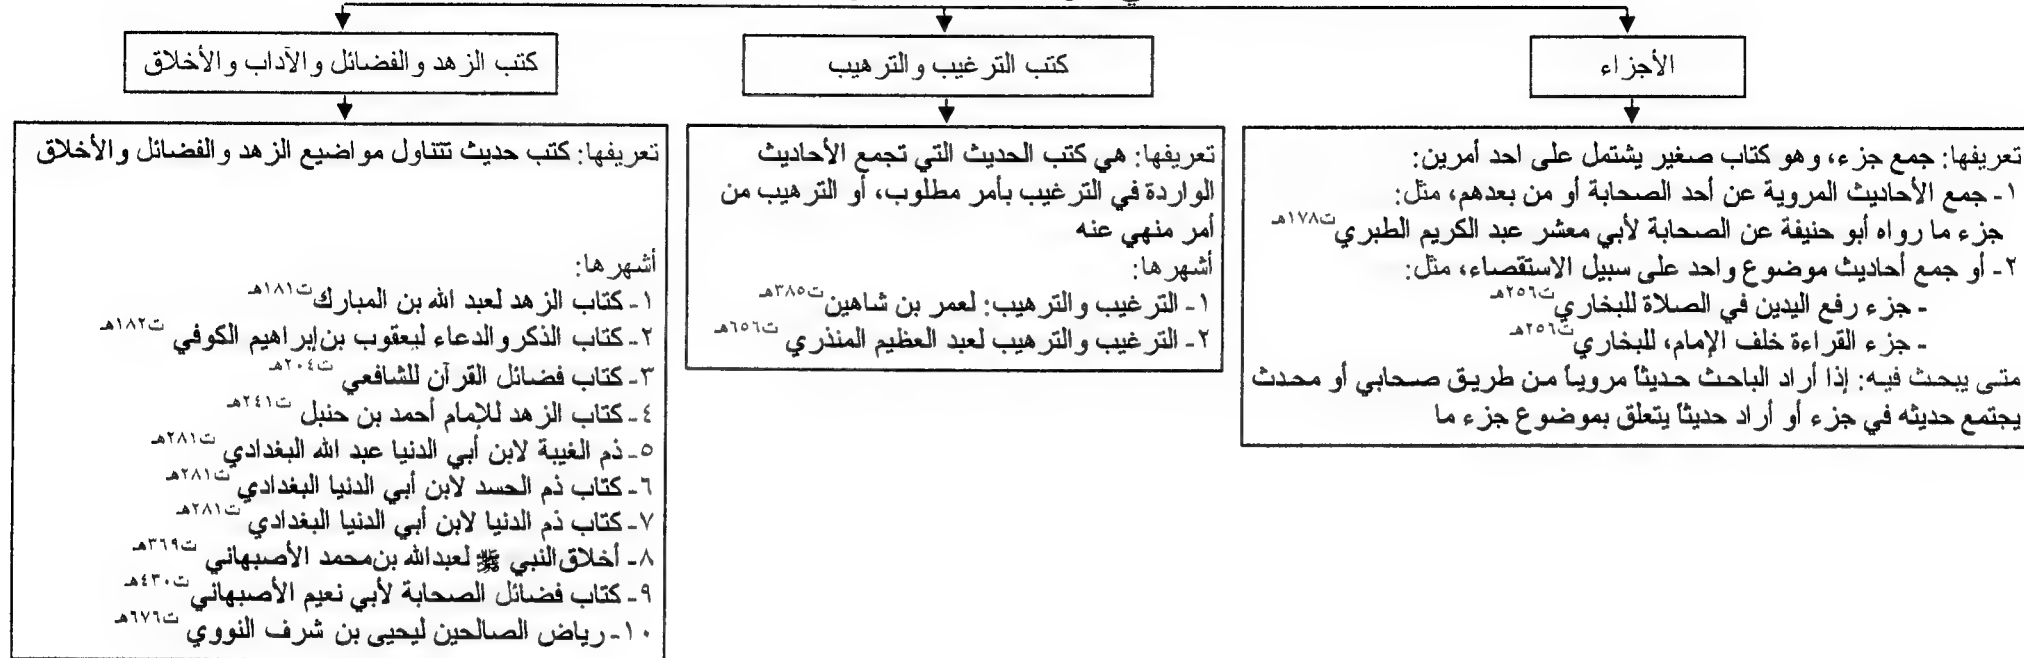 الأجزاء
تعريفها: جمع جزء، وهو كتاب صغير يشتمل على احد أمرين:
١- جمع الأحاديث المروية عن أحد الصحابة أو من بعدهم، مثل:
جزء ما رواه أبو حنيفة عن الصحابة لأبي معشر عبد الكريم الطبري ت١٧٨هـ
٢- أو جمع أحاديث موضوع واحد على سبيل الاستقصاء، مثل:
- جزء رفع اليدين في الصلاة للبخاري ت٢٥٦هـ
- جزء القراءة خلف الإمام، للبخاري ت٢٥٦هـ
متى يبحث فيه: إذا أراد الباحث حديثاً مروياً من طريق صحابي أو محدث
يجتمع حديثه في جزء أو أراد حديثاً يتعلق بموضوع جزء ما
كتب الترغيب والترهيب
تعريفها: هي كتب الحديث التي تجمع الأحاديث
الواردة في الترغيب بأمر مطلوب، أو الترهيب من
أمر منهي عنه
أشهرها:
١- الترغيب والترهيب: لعمر بن شاهين ت٣٨٥هـ
٢- الترغيب والترهيب لعبد العظيم المنذري ت٦٥٦هـ
كتب الزهد والفضائل والآداب والأخلاق
تعريفها: كتب حديث تتناول مواضيع الزهد والفضائل والأخلاق
أشهرها:
١- كتاب الزهد لعبد الله بن المبارك ت١٨١هـ
٢- كتاب الذكر والدعاء ليعقوب بن إبراهيم الكوفي ت١٨٢هـ
٣- كتاب فضائل القرآن للشافعي ت٢٠٤هـ
٤- كتاب الزهد للإمام أحمد بن حنبل ت٢٤١هـ
٥- ذم الغيبة لابن أبي الدنيا عبد الله البغدادي ت٢٨١هـ
٦- كتاب ذم الحسد لابن أبي الدنيا البغدادي ت٢٨١هـ
٧- كتاب ذم الدنيا لابن أبي الدنيا البغدادي ت٢٨١هـ
٨- أخلاق النبي ﷺ لعبدالله بن محمد الأصبهاني ت٣٦٩هـ
٩- كتاب فضائل الصحابة لأبي نعيم الأصبهاني ت٤٣٠هـ
١٠- رياض الصالحين ليحيى بن شرف النووي ت٦٧٦هـ